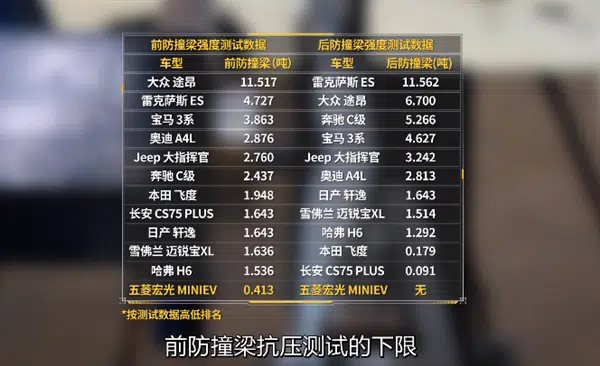 前防撞梁强度测试数据 后防撞梁强度测试数据
车型 前防撞梁(吨) 车型 后防撞梁(吨)
大众 途昂 11.517 雷克萨斯 ES 11.562
雷克萨斯 ES 4.727 大众 途昂 6.700
宝马 3系 3.863 奔驰 C级 5.266
奥迪 A4L 2.876 宝马 3系 4.627
Jeep 大指挥官 2.760 Jeep 大指挥官 3.242
奔驰 C级 2.437 奥迪 A4L 2.813
本田 飞度 1.948 日产 轩逸 1.643
长安 CS75 PLUS 1.643 雪佛兰 迈锐宝XL 1.514
日产 轩逸 1.643 哈弗 H6 1.292
雪佛兰 迈锐宝XL 1.636 本田 飞度 0.179
哈弗 H6 1.536 长安 CS75 PLUS 0.091
五菱宏光 MINIEV 0.413 五菱宏光 MINIEV 无
*按测试数据高低排名
前防撞梁抗压测试的下限